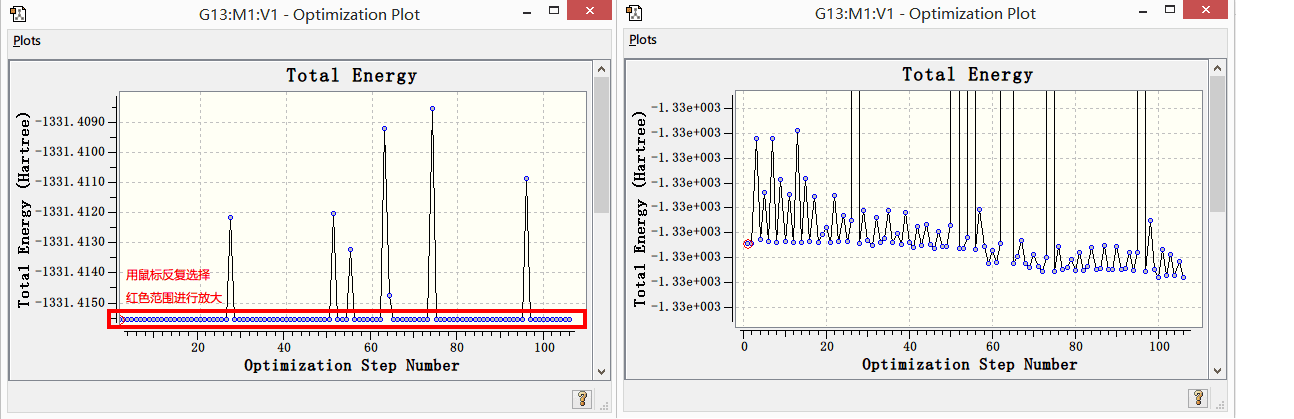 G13:M1:V1 - Optimization Plot
Plots
Total Energy
Total Energy (Hartree)
-1331.4090
-1331.4100
-1331.4110
-1331.4120
-1331.4130
-1331.4140
-1331.4150
用鼠标反复选择
红色范围进行放大
20 40 60 80 100
Optimization Step Number
?
G13:M1:V1 - Optimization Plot
Plots
Total Energy
Total Energy (Hartree)
-1.33e+003
-1.33e+003
-1.33e+003
-1.33e+003
-1.33e+003
-1.33e+003
-1.33e+003
-1.33e+003
-1.33e+003
0 20 40 60 80 100
Optimization Step Number
?